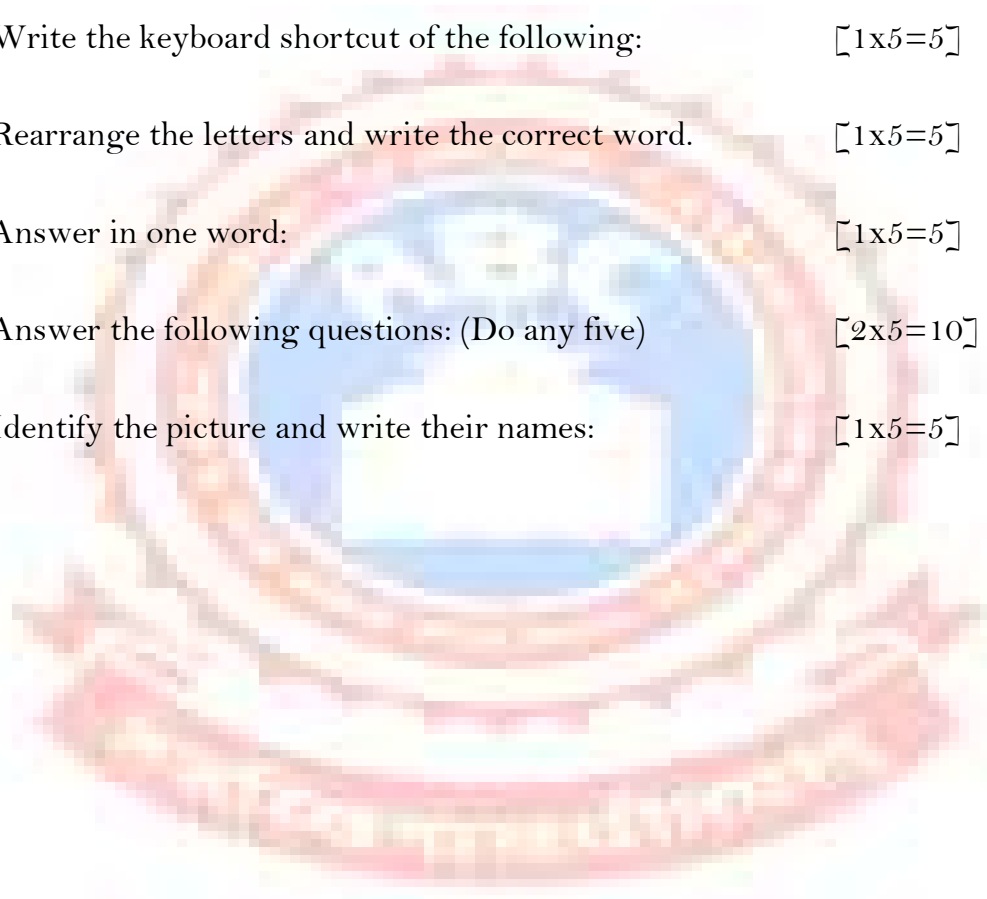 Write the keyboard shortcut of the following: [1x5=5]
Rearrange the letters and write the correct word. [1x5=5]
Answer in one word: [1x5=5]
Answer the following questions: (Do any five) [2x5=10]
Identify the picture and write their names: [1x5=5]